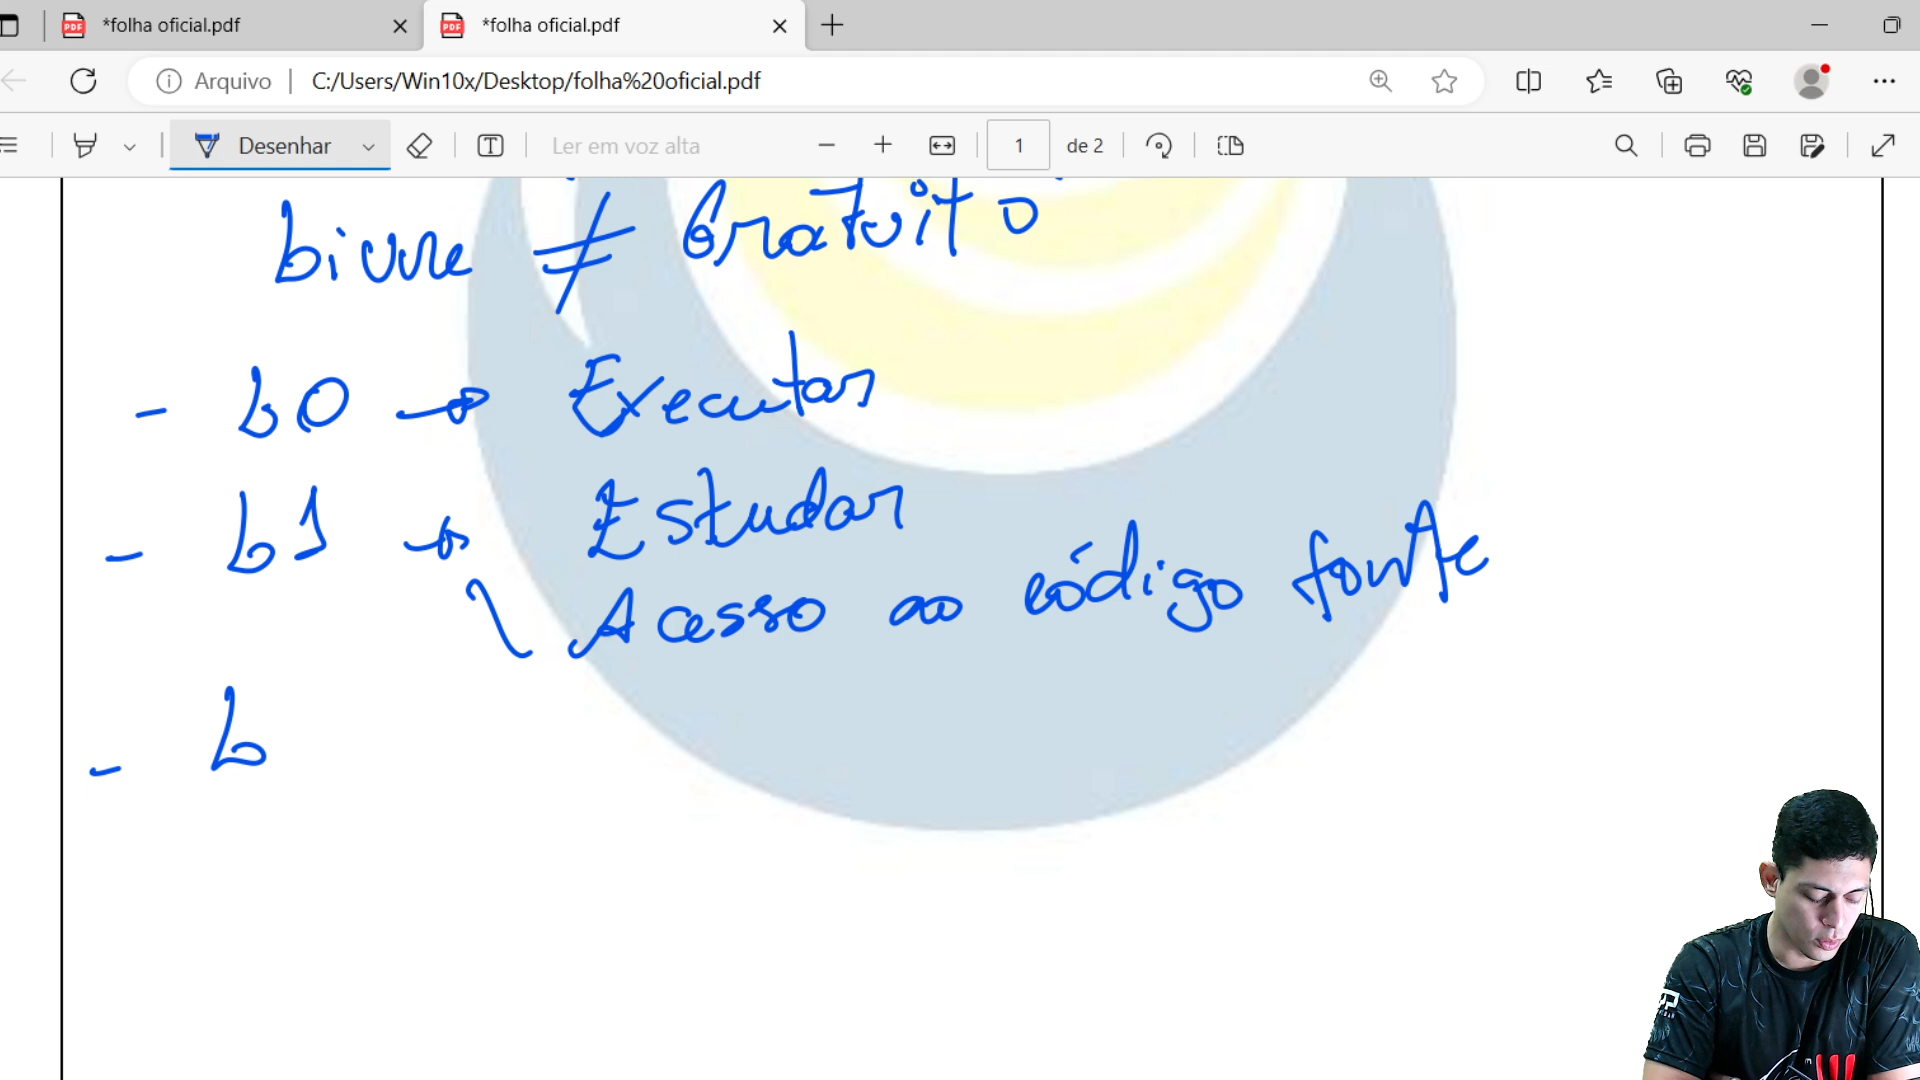 *folha oficial.pdf
*folha oficial.pdf
Arquivo
C:/Users/Win10x/Desktop/folha%20oficial.pdf
Desenhar
Ler em voz alta
1
de 2
Livre ≠ Gratuito
- L0 → Executar
- L1 → Estudar
Acesso ao código fonte
- L